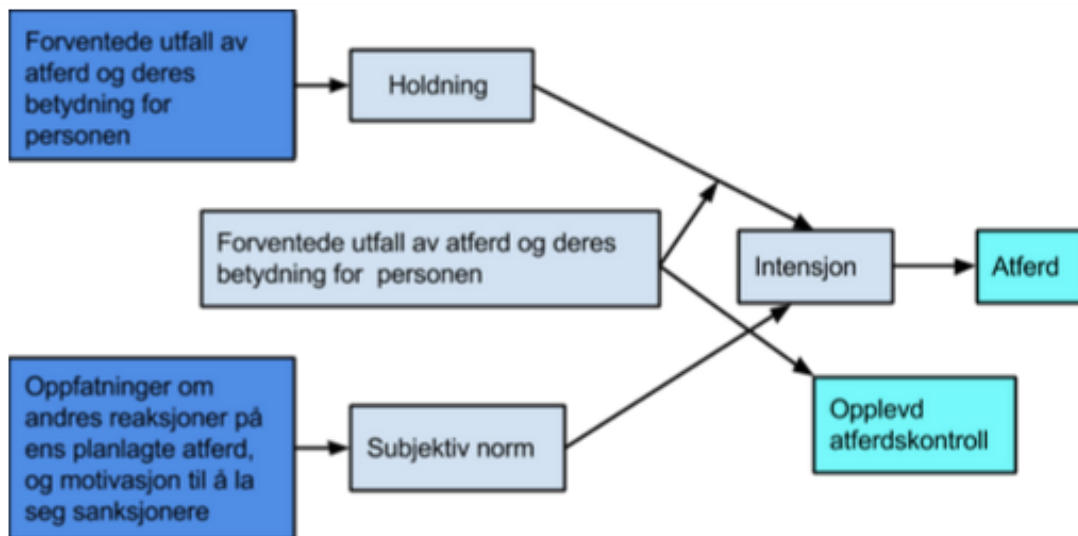 Forventede utfall av
atferd og deres
betydning for
personen
Holdning
Forventede utfall av atferd og deres
betydning for personen
Intensjon
Atferd
Oppfatninger om
andres reaksjoner på
ens planlagte atferd,
og motivasjon til å la
seg sanksjonere
Subjektiv norm
Opplevd
atferdskontroll